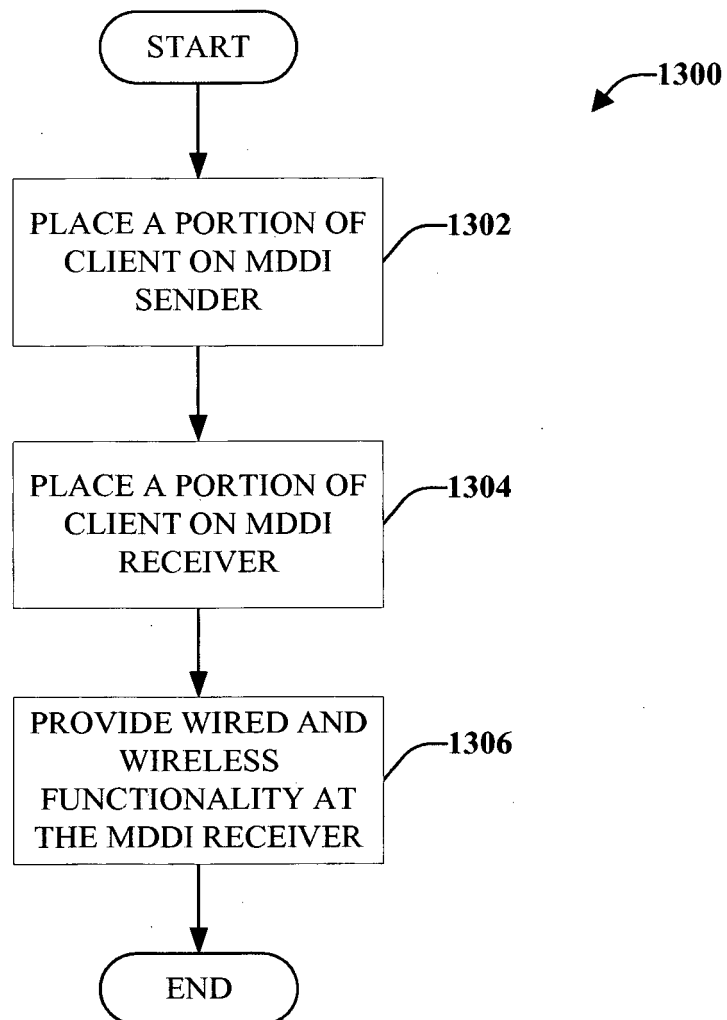 START
1300
PLACE A PORTION OF
CLIENT ON MDDI
SENDER
1302
PLACE A PORTION OF
CLIENT ON MDDI
RECEIVER
1304
PROVIDE WIRED AND
WIRELESS
FUNCTIONALITY AT
THE MDDI RECEIVER
1306
END